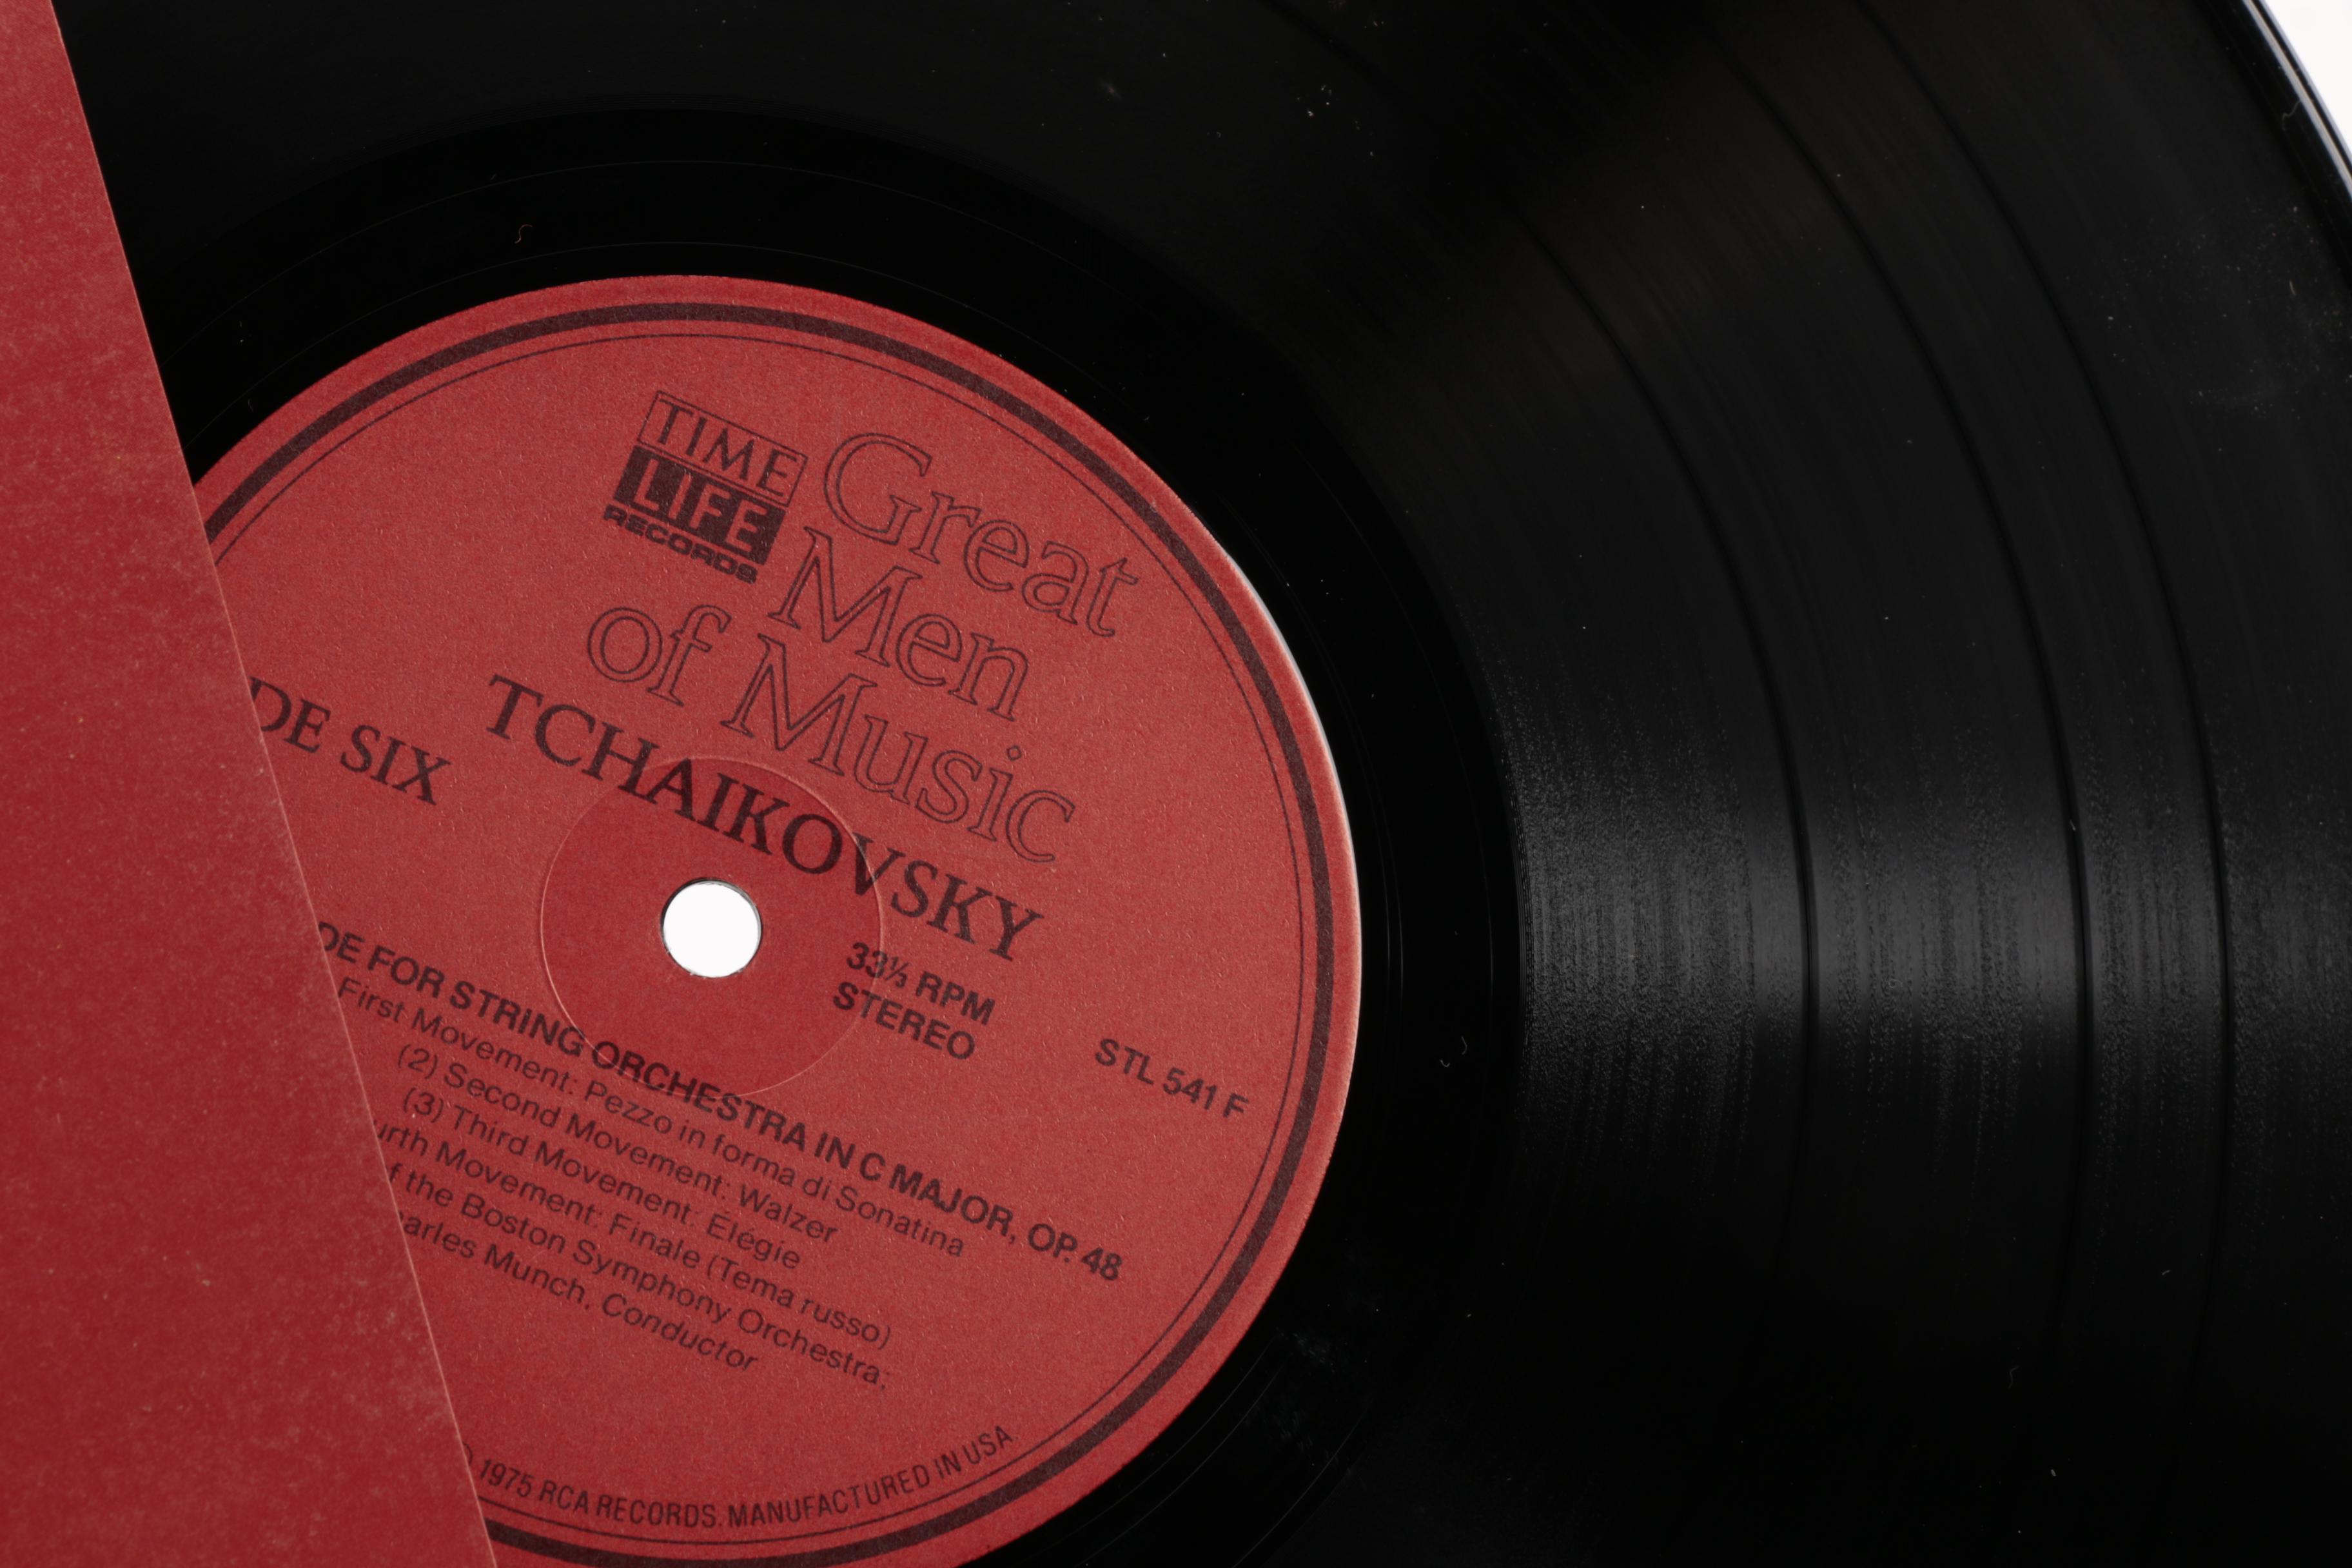 TIME
LIFE
RECORDS
Great
Men
of Music
TCHAIKOVSKY
DE SIX
33⅓ RPM
STEREO
STL 541 F
DE FOR STRING ORCHESTRA IN C MAJOR, OP. 48
First Movement: Pezzo in forma di Sonatina
(2) Second Movement: Walzer
(3) Third Movement: Elégie
urth Movement: Finale (Tema russo)
f the Boston Symphony Orchestra;
arles Munch, Conductor
1975 RCA RECORDS. MANUFACTURED IN USA